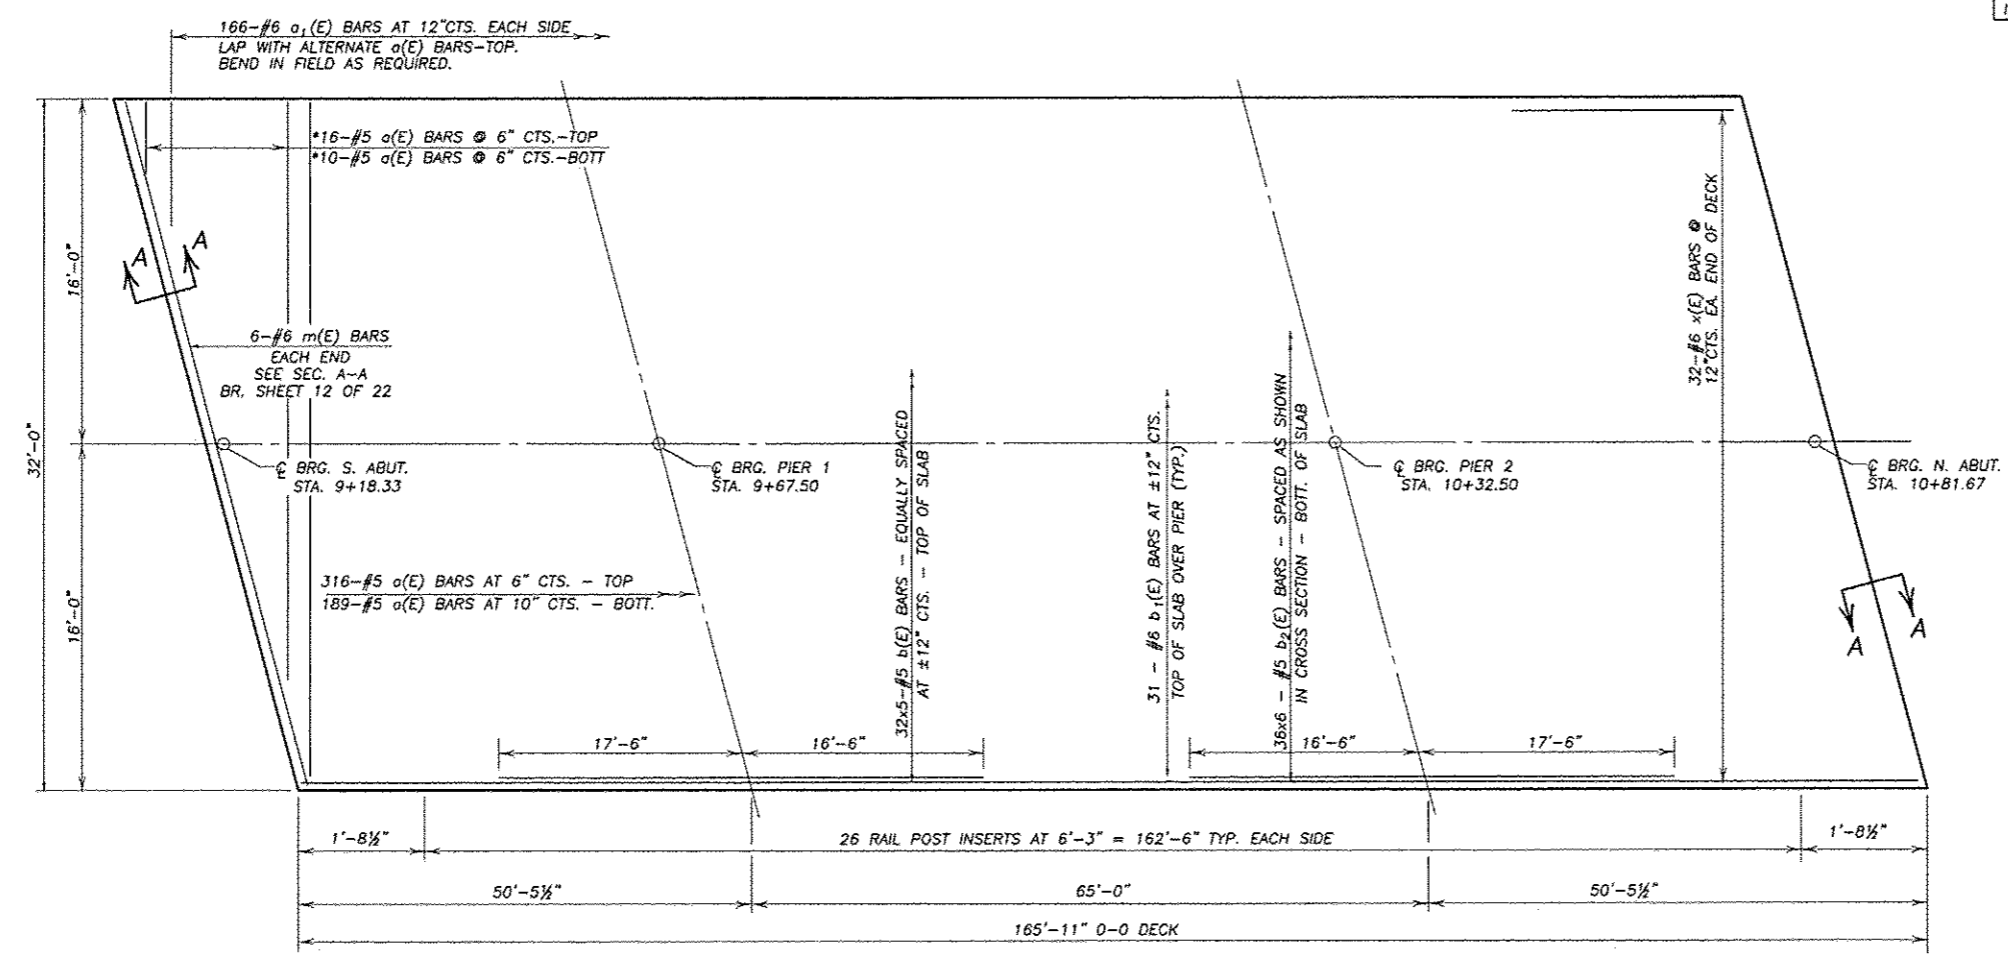 166-#6 a₁(E) BARS AT 12"CTS. EACH SIDE
LAP WITH ALTERNATE a(E) BARS-TOP.
BEND IN FIELD AS REQUIRED.
*16-#5 a(E) BARS @ 6" CTS.-TOP
*10-#5 a(E) BARS @ 6" CTS.-BOTT
32'-0"
16'-0"
16'-0"
A
A
6-#6 m(E) BARS
EACH END
SEE SEC. A-A
BR. SHEET 12 OF 22
℄ BRG. S. ABUT.
STA. 9+18.33
℄ BRG. PIER 1
STA. 9+67.50
℄ BRG. PIER 2
STA. 10+32.50
℄ BRG. N. ABUT.
STA. 10+81.67
316-#5 a(E) BARS AT 6" CTS. - TOP
189-#5 a(E) BARS AT 10" CTS. - BOTT.
32x5-#5 b(E) BARS - EQUALLY SPACED
AT ±12" CTS. - TOP OF SLAB
31 - #6 b₁(E) BARS AT ±12" CTS.
TOP OF SLAB OVER PIER (TYP.)
36x6 - #5 b₂(E) BARS - SPACED AS SHOWN
IN CROSS SECTION - BOTT. OF SLAB
32-#6 x(E) BARS @
12"CTS. EA. END OF DECK
A
A
17'-6"
16'-6"
16'-6"
17'-6"
1'-8½"
26 RAIL POST INSERTS AT 6'-3" = 162'-6" TYP. EACH SIDE
1'-8½"
50'-5½"
65'-0"
50'-5½"
165'-11" O-O DECK